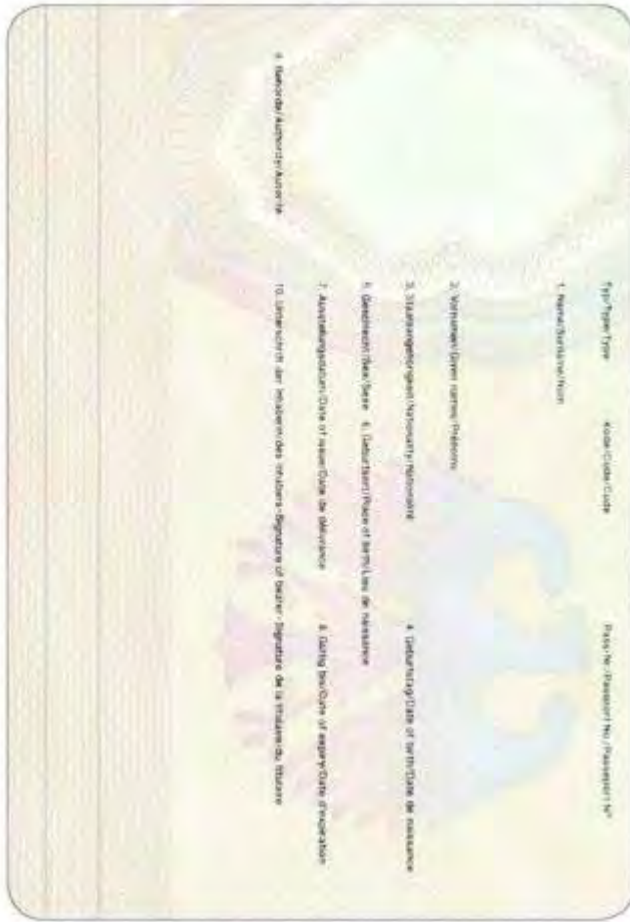 Typ/Type/Type Kode/Code/Code Pass-Nr./Passport No./Passeport N°
1. Name/Surname/Nom
2. Vornamen/Given names/Prénoms
3. Staatsangehörigkeit/Nationality/Nationalité 4. Geburtstag/Date of birth/Date de naissance
5. Geschlecht/Sex/Sexe 6. Geburtsort/Place of birth/Lieu de naissance
7. Ausstellungsdatum/Date of issue/Date de délivrance 8. Gültig bis/Date of expiry/Date d'expiration
9. Behörde/Authority/Autorité 10. Unterschrift der Inhaberin/des Inhabers-Signature of bearer-Signature de la titulaire/du titulaire